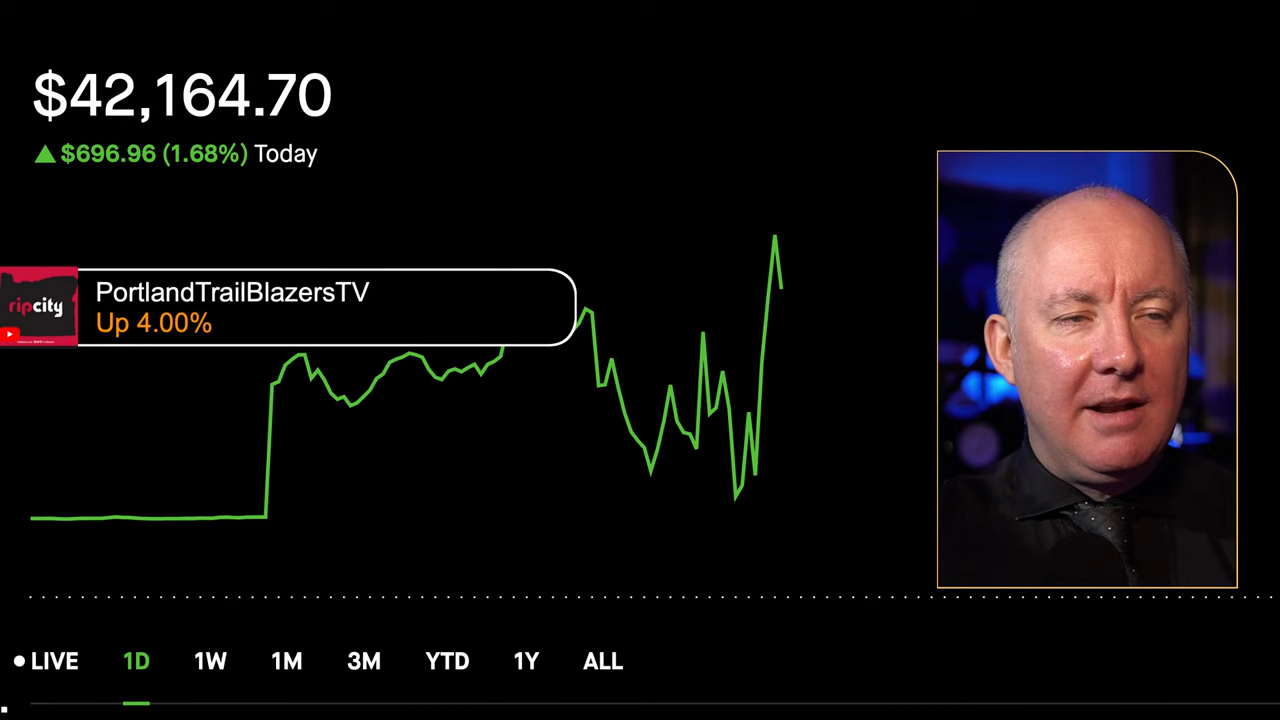 $42,164.70
▲$696.96 (1.68%) Today
ripcity
PortlandTrailBlazersTV
Up 4.00%
LIVE 1D 1W 1M 3M YTD 1Y ALL